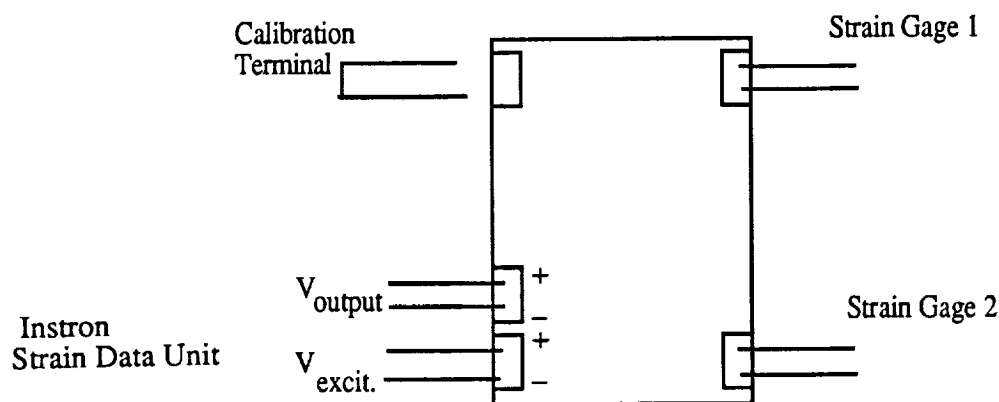 Calibration
Terminal
Strain Gage 1
V output
+
−
Instron
Strain Data Unit
V excit.
+
−
Strain Gage 2